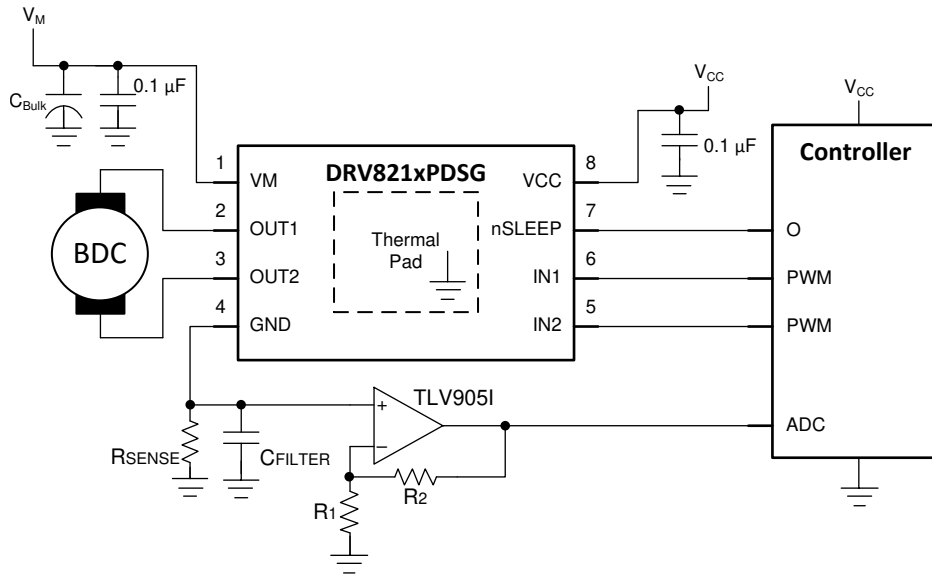 VM
CBulk
0.1 µF
VCC
0.1 µF
VCC
Controller
DRV821xPDSG
1
VM
2
OUT1
3
OUT2
4
GND
Thermal
Pad
8
VCC
7
nSLEEP
6
IN1
5
IN2
O
PWM
PWM
ADC
BDC
TLV905I
+
−
RSENSE
CFILTER
R2
R1